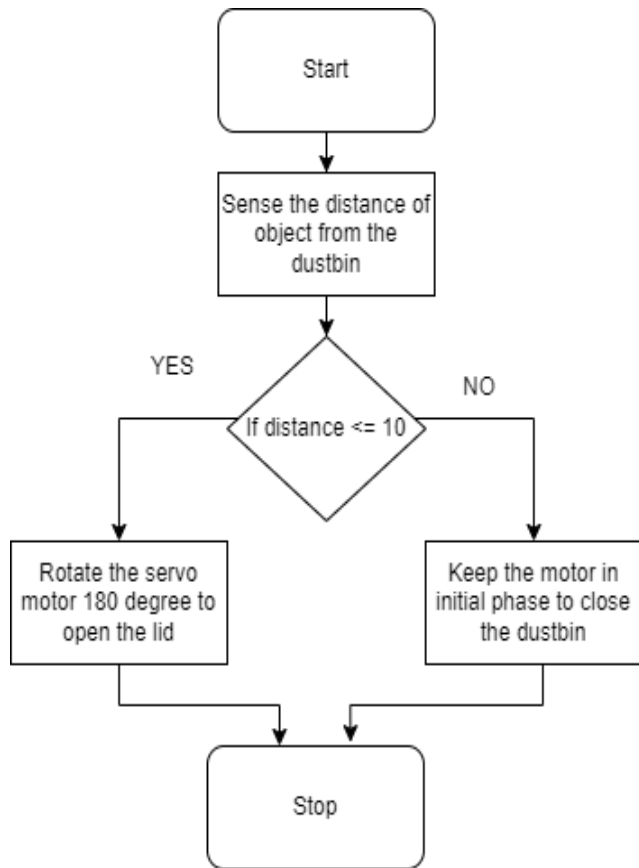 Start
Sense the distance of
object from the
dustbin
YES
NO
If distance <= 10
Rotate the servo
motor 180 degree to
open the lid
Keep the motor in
initial phase to close
the dustbin
Stop